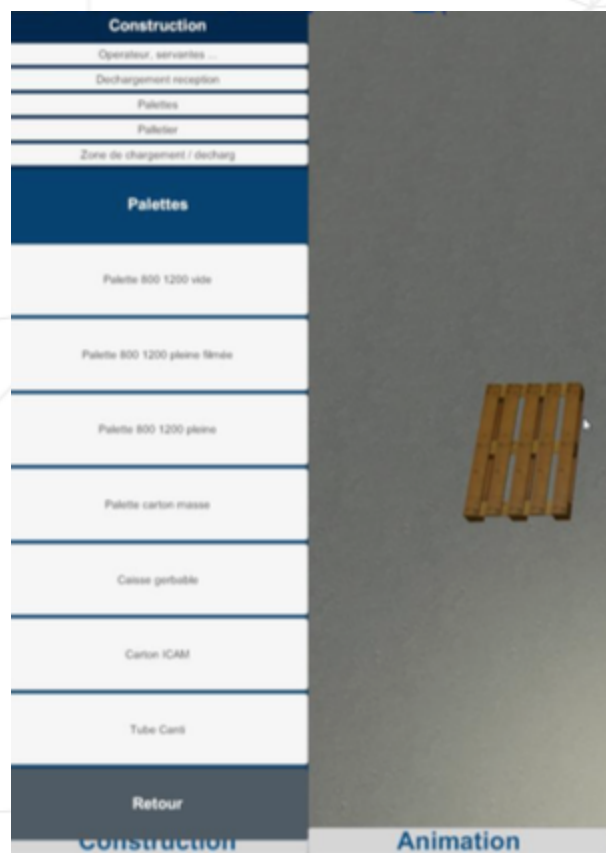 Construction
Operateur, servantes ...
Dechargement reception
Palettes
Palletier
Zone de chargement / decharg
Palettes
Palette 800 1200 vide
Palette 800 1200 pleine filmée
Palette 800 1200 pleine
Palette carton masse
Caisse gerbable
Carton ICAM
Tube Canti
Retour
Construction
Animation